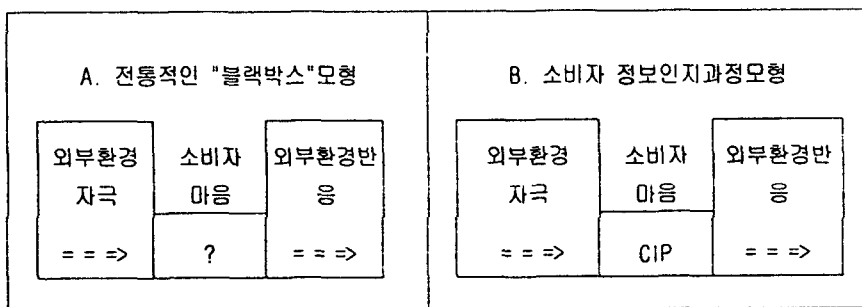 A. 전통적인 "블랙박스"모형
외부환경 소비자 외부환경반
자극 마음 응
= = => ? = = =>
B. 소비자 정보인지과정모형
외부환경 소비자 외부환경반
자극 마음 응
= = => CIP = = =>